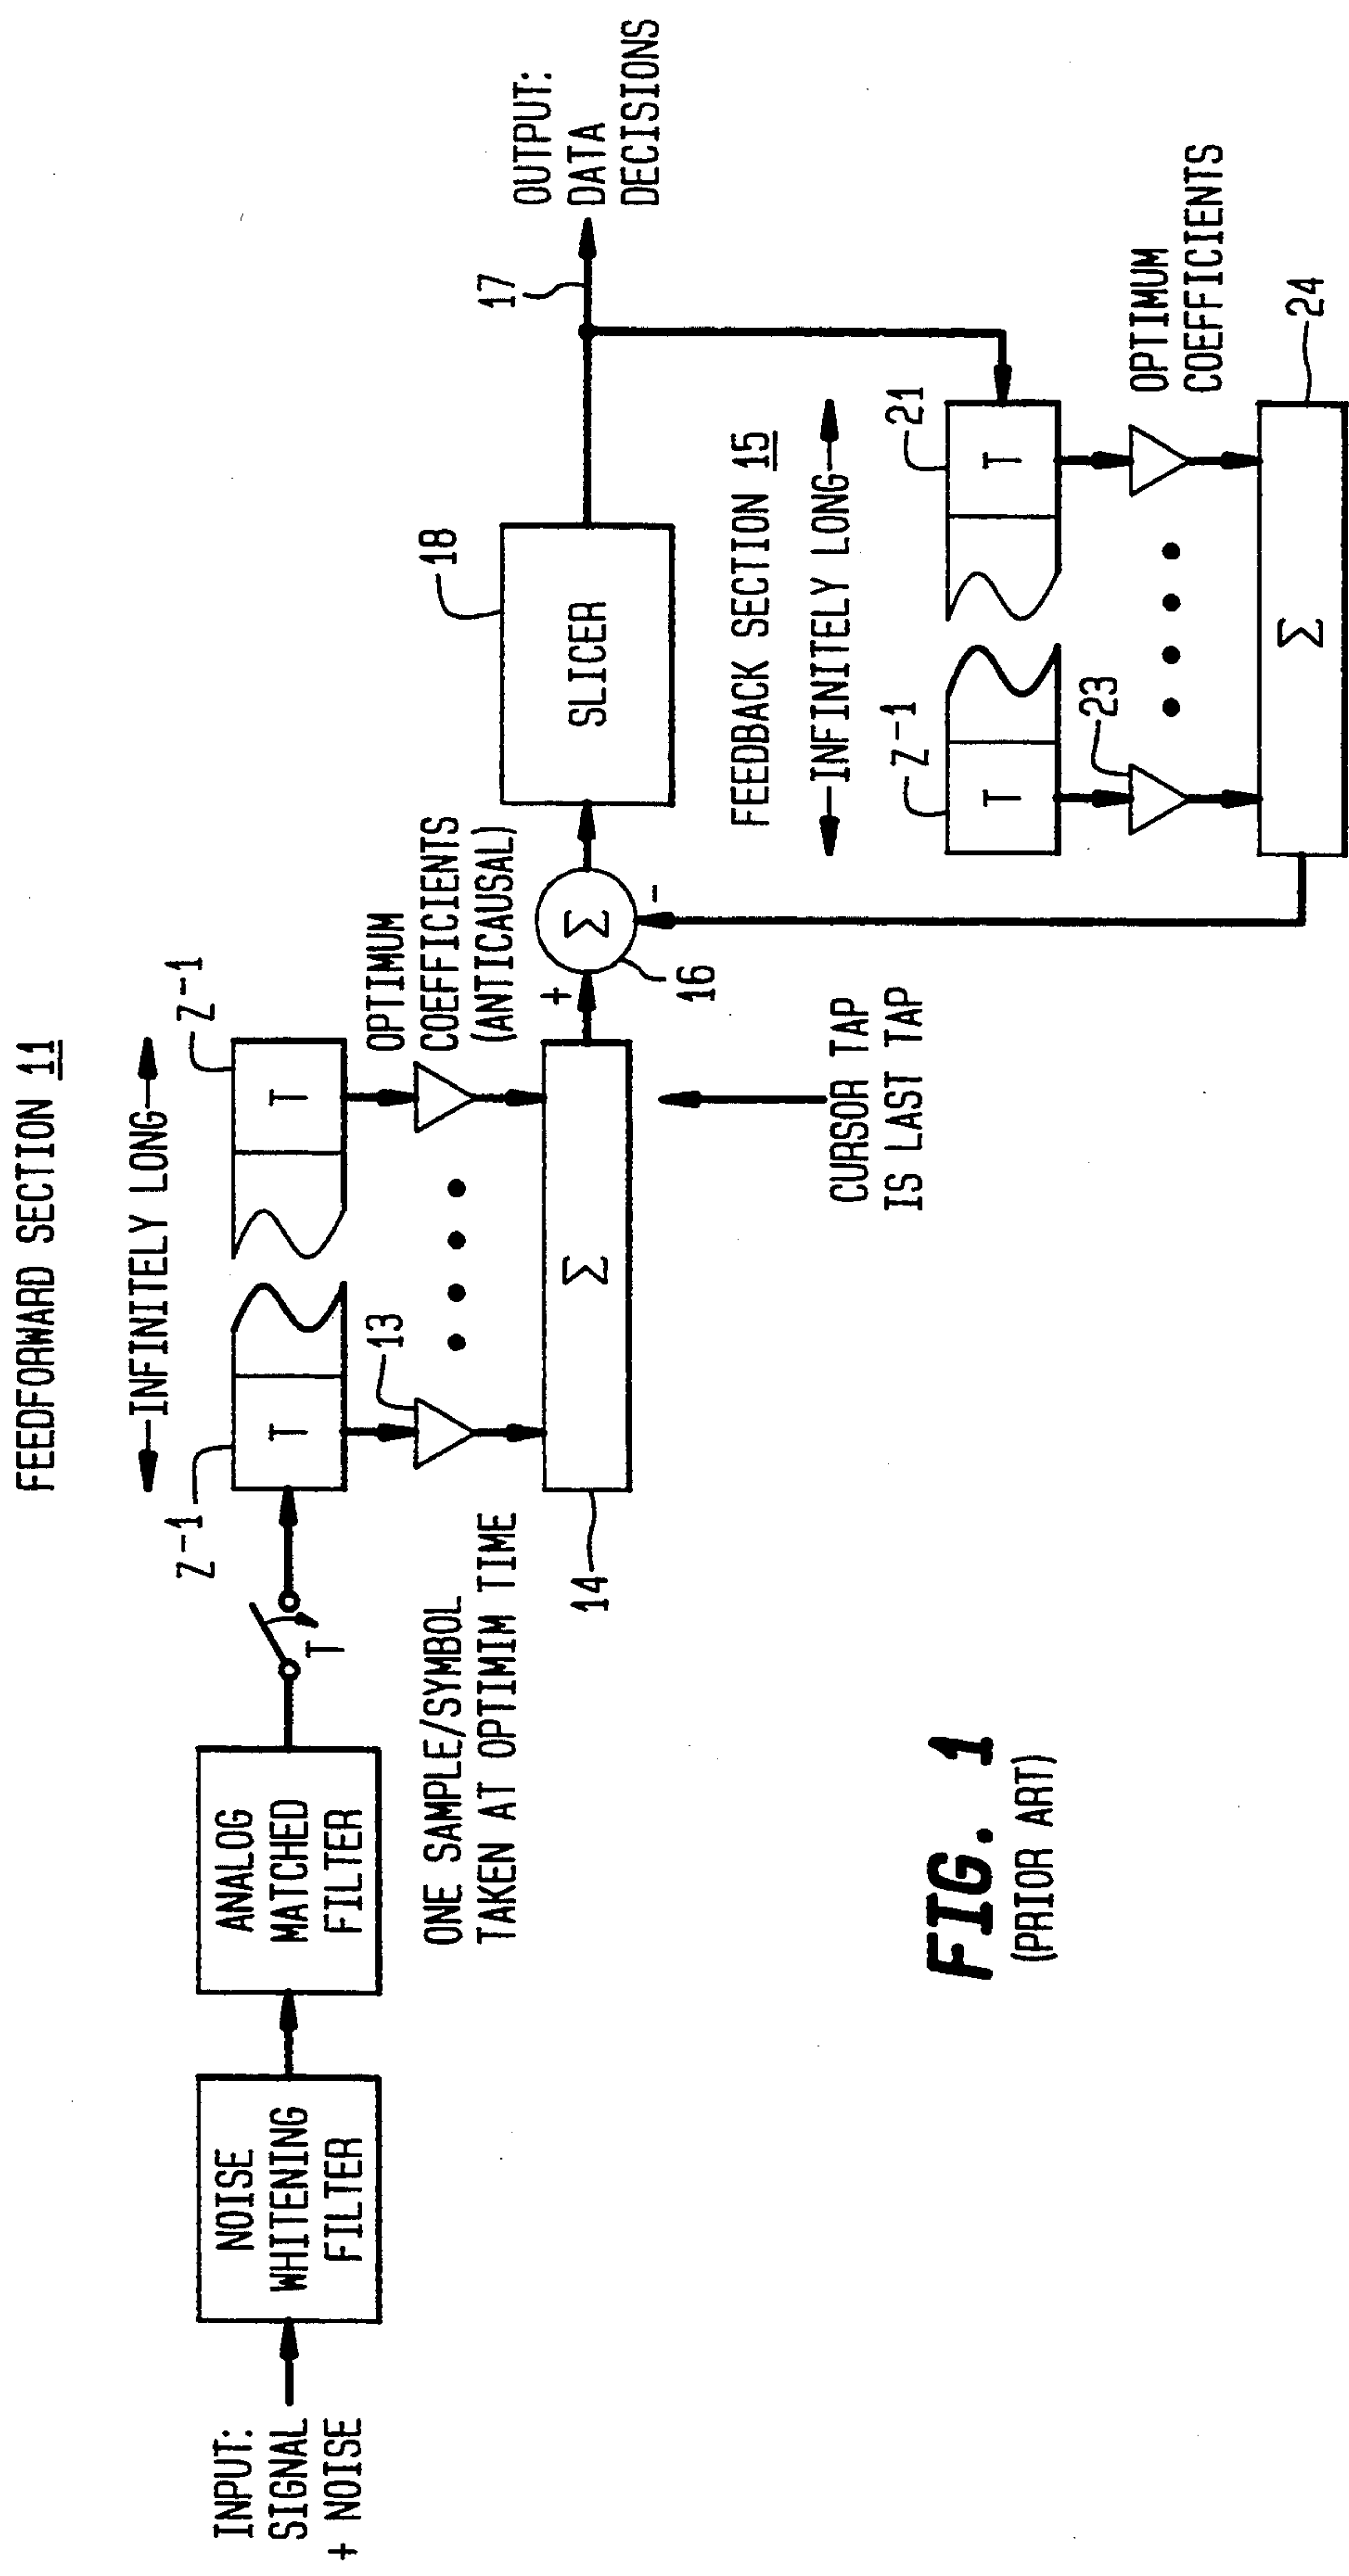 FEEDFORWARD SECTION 11
INFINITELY LONG
Z-1
Z-1
T
T
INPUT:
SIGNAL
+ NOISE
NOISE
WHITENING
FILTER
ANALOG
MATCHED
FILTER
T
ONE SAMPLE/SYMBOL
TAKEN AT OPTIMIM TIME
13
OPTIMUM
COEFFICIENTS
(ANTICAUSAL)
14
Σ
+
Σ
-
16
CURSOR TAP
IS LAST TAP
18
SLICER
17
OUTPUT:
DATA
DECISIONS
FEEDBACK SECTION 15
INFINITELY LONG
Z-1
21
T
T
23
OPTIMUM
COEFFICIENTS
Σ
24
FIG. 1
(PRIOR ART)